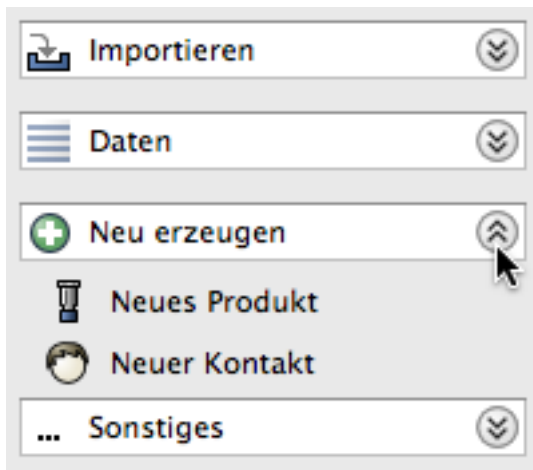 Importieren
Daten
Neu erzeugen
Neues Produkt
Neuer Kontakt
... Sonstiges